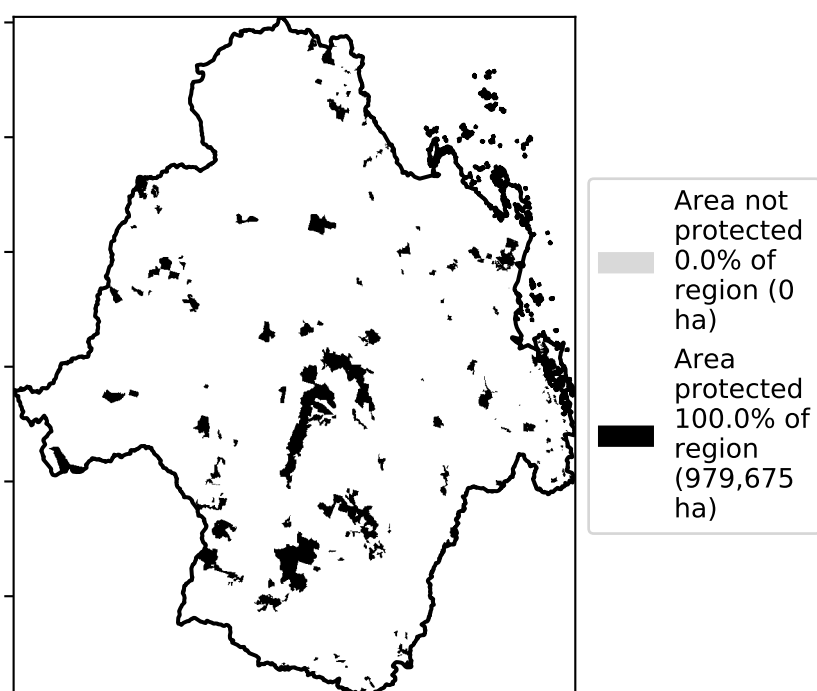 Area not
protected
0.0% of
region (0
ha)
Area
protected
100.0% of
region
(979,675
ha)